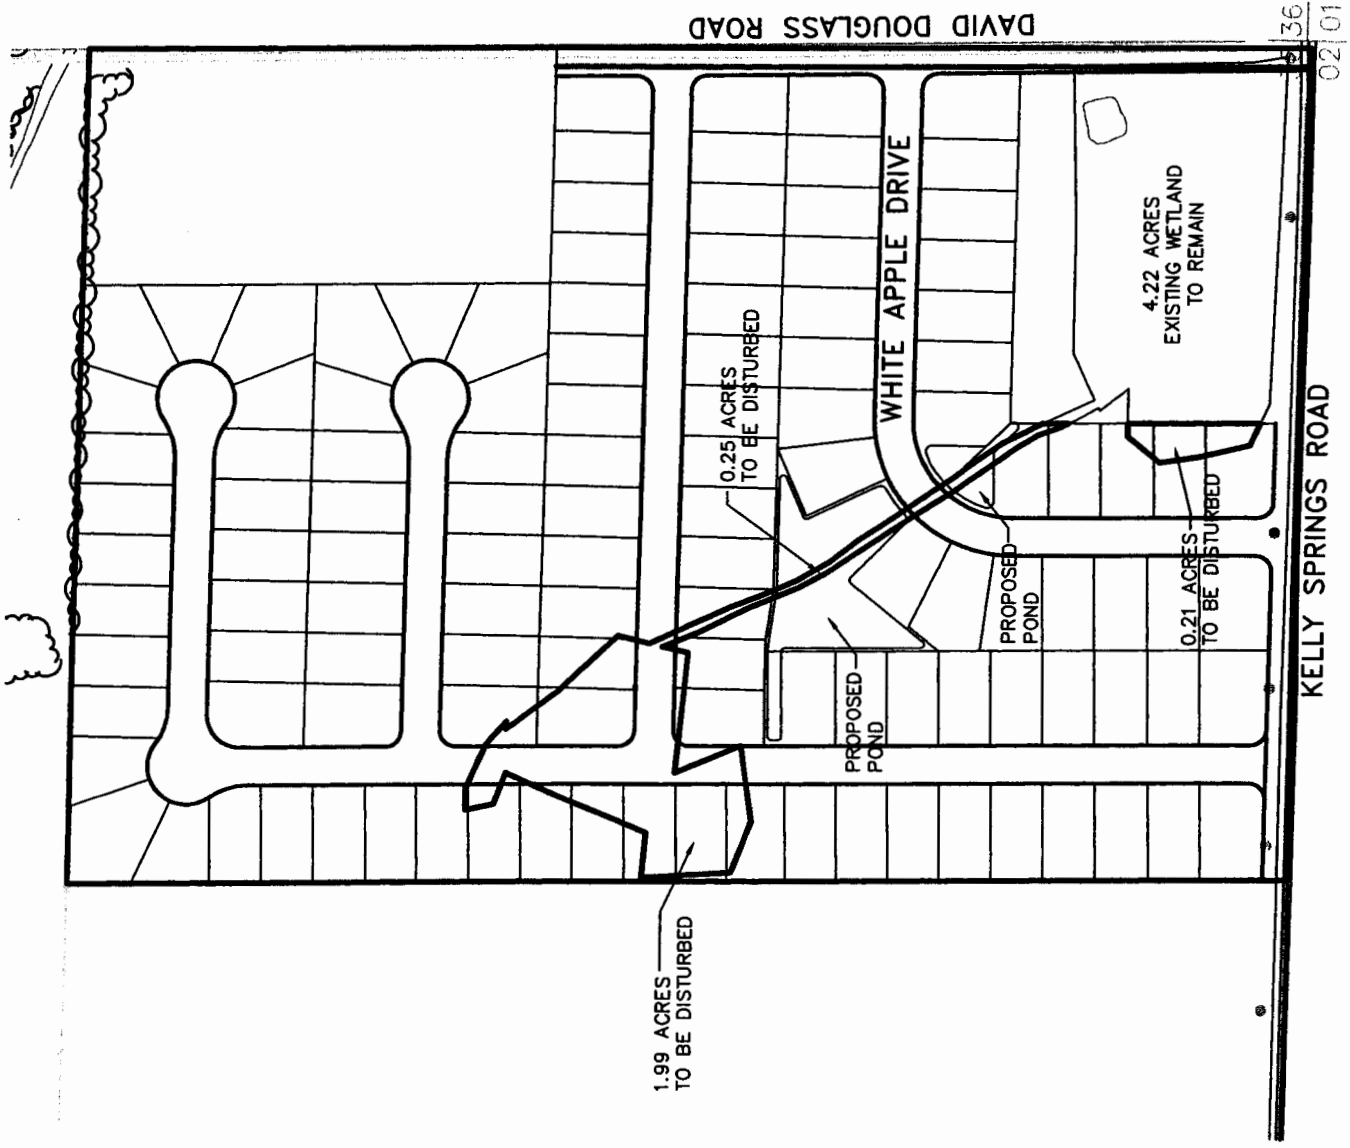 DAVID DOUGLASS ROAD
36
02 01
WHITE APPLE DRIVE
4.22 ACRES
EXISTING WETLAND
TO REMAIN
0.25 ACRES
TO BE DISTURBED
KELLY SPRINGS ROAD
PROPOSED
POND
0.21 ACRES
TO BE DISTURBED
PROPOSED
POND
1.99 ACRES
TO BE DISTURBED